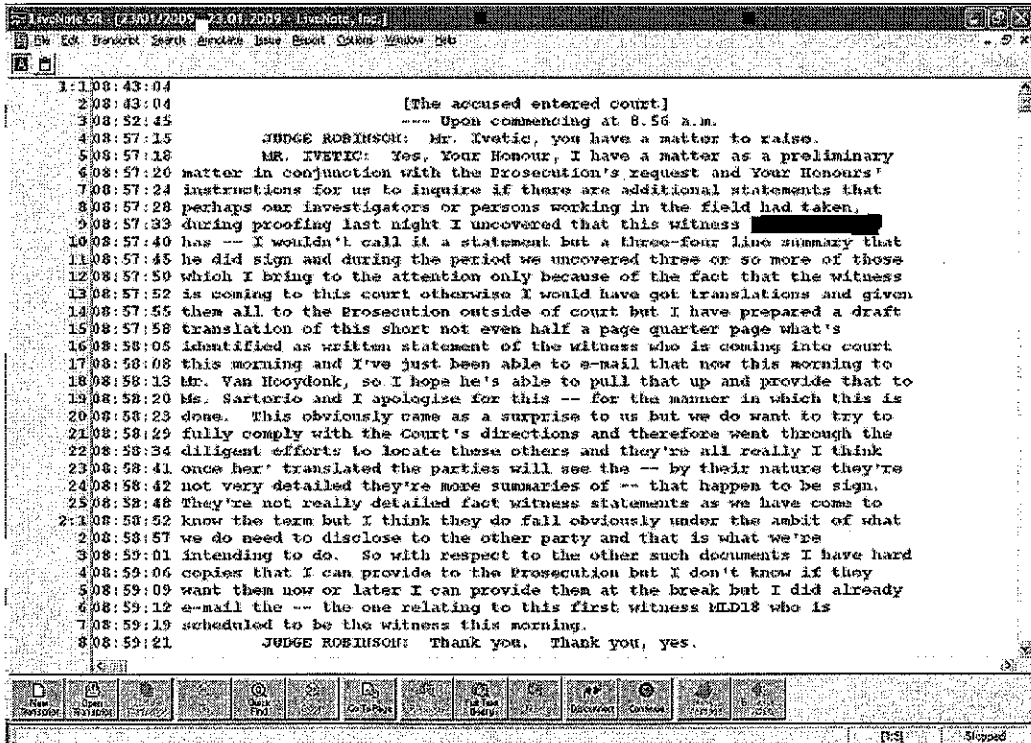 LiveNote SR - [23/01/2009 - 23.01.2009 - LiveNote, Inc.]
File Edit Transcript Search Annotate Issue Report Options Window Help
1:1 08:43:04
2 08:43:04 [The accused entered court]
3 08:52:45 --- Upon commencing at 8.56 a.m.
4 08:57:15 JUDGE ROBINSON: Mr. Ivetic, you have a matter to raise.
5 08:57:18 MR. IVETIC: Yes, Your Honour, I have a matter as a preliminary
6 08:57:20 matter in conjunction with the Prosecution's request and Your Honours'
7 08:57:24 instructions for us to inquire if there are additional statements that
8 08:57:28 perhaps our investigators or persons working in the field had taken,
9 08:57:33 during proofing last night I uncovered that this witness
10 08:57:40 has -- I wouldn't call it a statement but a three-four line summary that
11 08:57:45 he did sign and during the period we uncovered three or so more of those
12 08:57:50 which I bring to the attention only because of the fact that the witness
13 08:57:52 is coming to this court otherwise I would have got translations and given
14 08:57:55 them all to the Prosecution outside of court but I have prepared a draft
15 08:57:58 translation of this short not even half a page quarter page what's
16 08:58:05 identified as written statement of the witness who is coming into court
17 08:58:08 this morning and I've just been able to e-mail that now this morning to
18 08:58:13 Mr. Van Hooydonk, so I hope he's able to pull that up and provide that to
19 08:58:20 Ms. Sartorio and I apologise for this -- for the manner in which this is
20 08:58:23 done. This obviously came as a surprise to us but we do want to try to
21 08:58:29 fully comply with the Court's directions and therefore went through the
22 08:58:34 diligent efforts to locate these others and they're all really I think
23 08:58:41 once her' translated the parties will see the -- by their nature they're
24 08:58:42 not very detailed they're more summaries of -- that happen to be sign.
25 08:58:48 They're not really detailed fact witness statements as we have come to
2:1 08:58:52 know the term but I think they do fall obviously under the ambit of what
2 08:58:57 we do need to disclose to the other party and that is what we're
3 08:59:01 intending to do. So with respect to the other such documents I have hard
4 08:59:06 copies that I can provide to the Prosecution but I don't know if they
5 08:59:09 want them now or later I can provide them at the break but I did already
6 08:59:12 e-mail the -- the one relating to this first witness MLD18 who is
7 08:59:19 scheduled to be the witness this morning.
8 08:59:21 JUDGE ROBINSON: Thank you. Thank you, yes.
New Transcript Open Transcript Quick Find Go To Page Full Text Search Disconnect Continue
Stopped